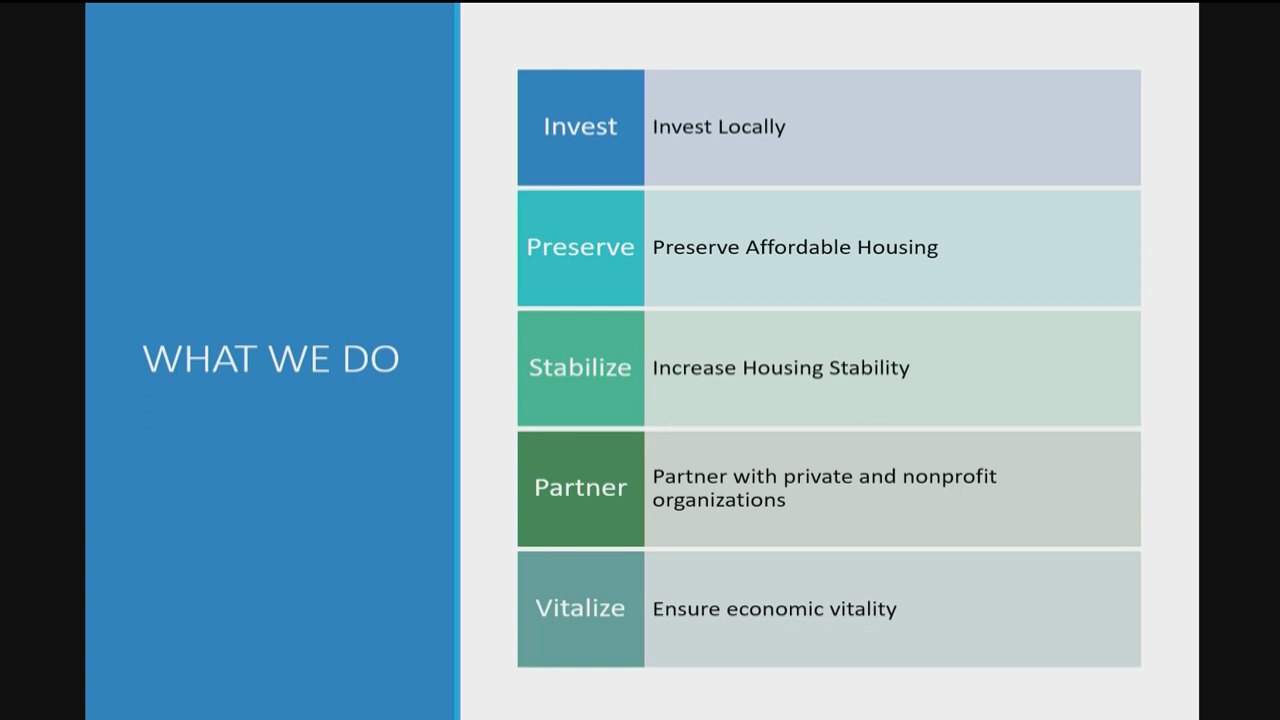 WHAT WE DO
Invest
Invest Locally
Preserve
Preserve Affordable Housing
Stabilize
Increase Housing Stability
Partner
Partner with private and nonprofit
organizations
Vitalize
Ensure economic vitality